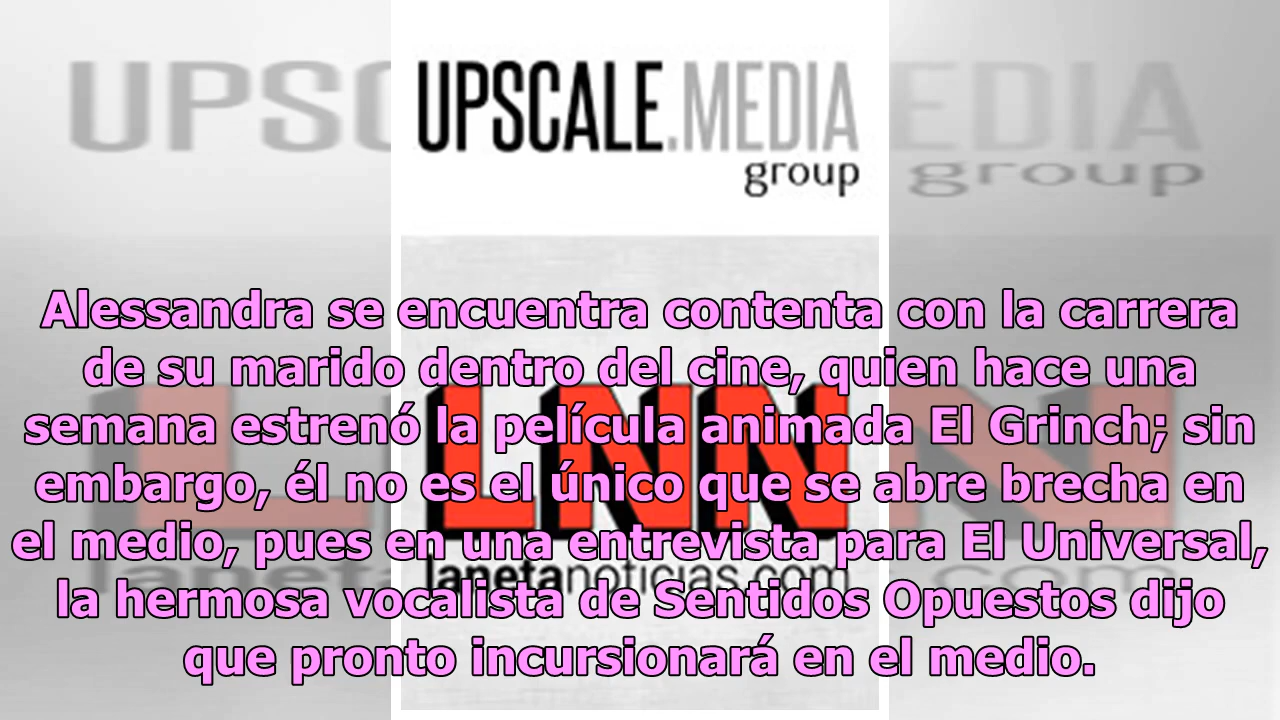 UPSCALE.MEDIA
group
Alessandra se encuentra contenta con la carrera
de su marido dentro del cine, quien hace una
semana estrenó la película animada El Grinch; sin
embargo, él no es el único que se abre brecha en
el medio, pues en una entrevista para El Universal,
la hermosa vocalista de Sentidos Opuestos dijo
que pronto incursionará en el medio.
LNN
lanetanoticias.com